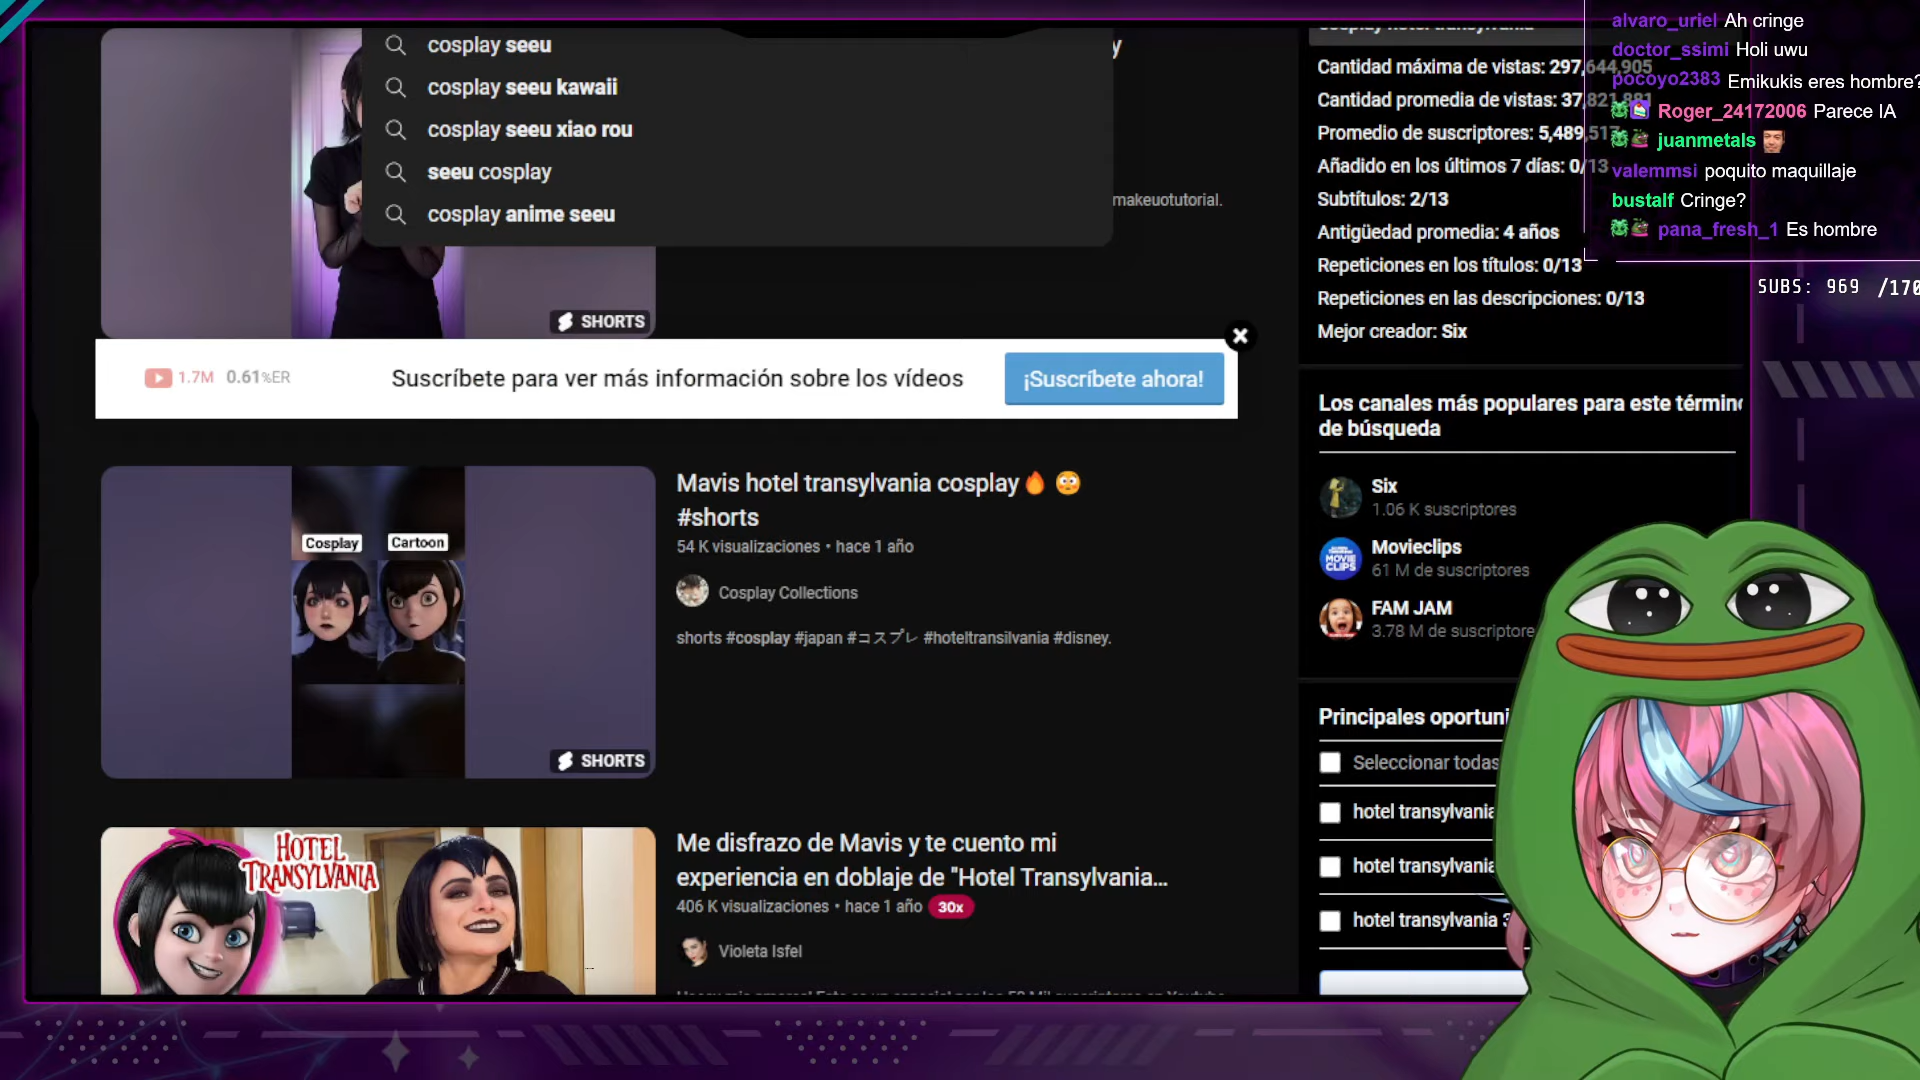 cosplay seeu
cosplay seeu kawaii
cosplay seeu xiao rou
seeu cosplay
cosplay anime seeu
y
makeuotutorial.
SHORTS
1.7M 0.61%ER
Suscríbete para ver más información sobre los vídeos
¡Suscríbete ahora!
Cosplay
Cartoon
SHORTS
Mavis hotel transylvania cosplay🔥 😳
#shorts
54 K visualizaciones • hace 1 año
Cosplay Collections
shorts #cosplay #japan #コスプレ #hoteltransilvania #disney.
HOTEL
TRANSYLVANIA
Me disfrazo de Mavis y te cuento mi
experiencia en doblaje de "Hotel Transylvania...
406 K visualizaciones • hace 1 año 30x
Violeta Isfel
cosplay hotel transylvania
Cantidad máxima de vistas: 297,644,905
Cantidad promedia de vistas: 37,821,881
Promedio de suscriptores: 5,489,517
Añadido en los últimos 7 días: 0/13
Subtítulos: 2/13
Antigüedad promedia: 4 años
Repeticiones en los títulos: 0/13
Repeticiones en las descripciones: 0/13
Mejor creador: Six
Los canales más populares para este término
de búsqueda
Six
1.06 K suscriptores
MOVIE
CLIPS
Movieclips
61 M de suscriptores
FAM JAM
3.78 M de suscriptore
Principales oportuni
Seleccionar todas
hotel transylvania
hotel transylvania
hotel transylvania 3
alvaro_uriel Ah cringe
doctor_ssimi Holi uwu
pocoyo2383 Emikukis eres hombre?
Roger_24172006 Parece IA
juanmetals
valemmsi poquito maquillaje
bustalf Cringe?
pana_fresh_1 Es hombre
SUBS: 969 /170